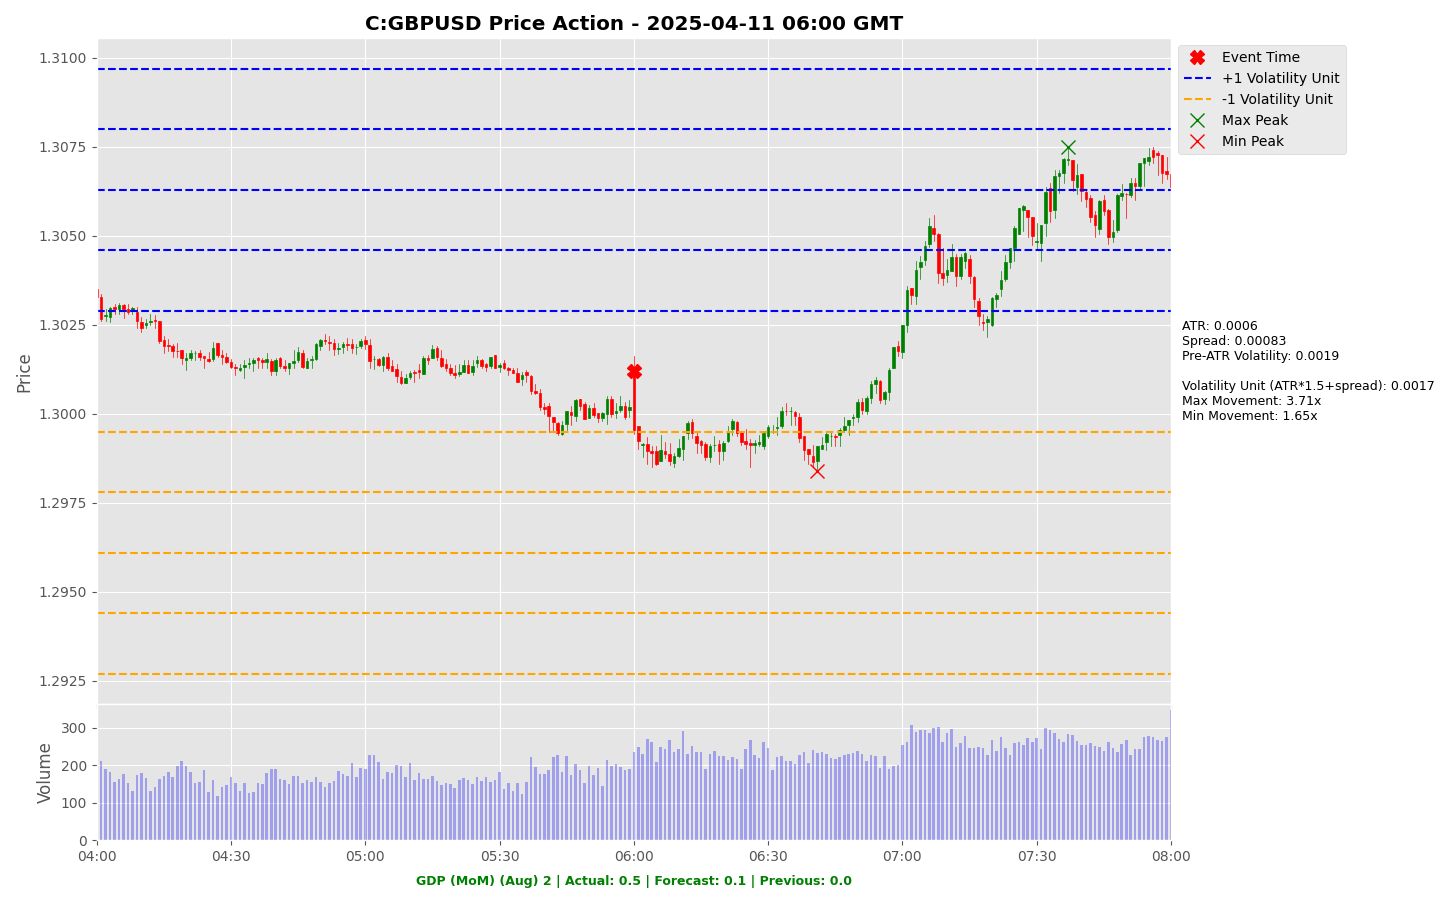 C:GBPUSD Price Action - 2025-04-11 06:00 GMT
Event Time
+1 Volatility Unit
-1 Volatility Unit
Max Peak
Min Peak
Price
1.3100
1.3075
1.3050
1.3025
1.3000
1.2975
1.2950
1.2925
ATR: 0.0006
Spread: 0.00083
Pre-ATR Volatility: 0.0019
Volatility Unit (ATR*1.5+spread): 0.0017
Max Movement: 3.71x
Min Movement: 1.65x
Volume
300
200
100
0
04:00 04:30 05:00 05:30 06:00 06:30 07:00 07:30 08:00
GDP (MoM) (Aug) 2 | Actual: 0.5 | Forecast: 0.1 | Previous: 0.0